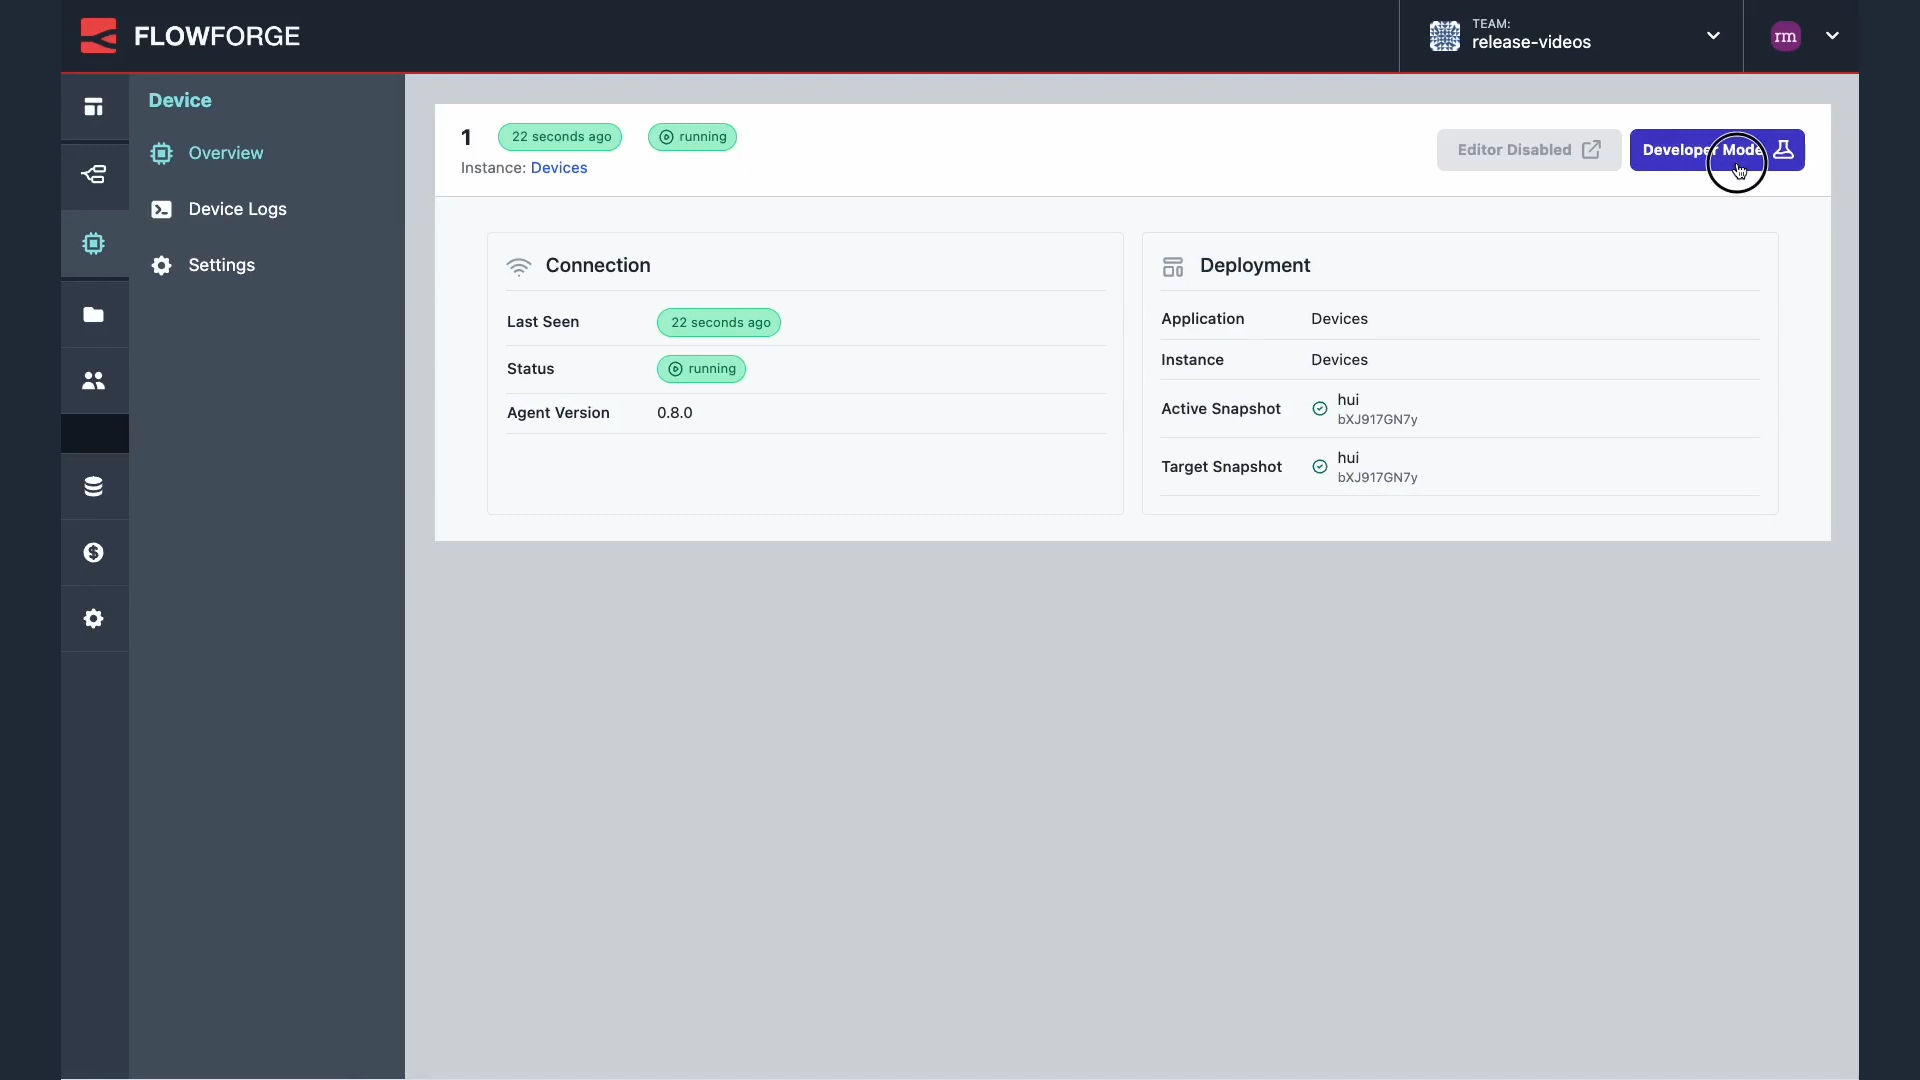 FLOWFORGE
TEAM:
release-videos
rm
Device
Overview
Device Logs
Settings
1
22 seconds ago
running
Instance: Devices
Editor Disabled
Developer Mode
Connection
Last Seen
22 seconds ago
Status
running
Agent Version
0.8.0
Deployment
Application
Devices
Instance
Devices
Active Snapshot
hui
bXJ917GN7y
Target Snapshot
hui
bXJ917GN7y